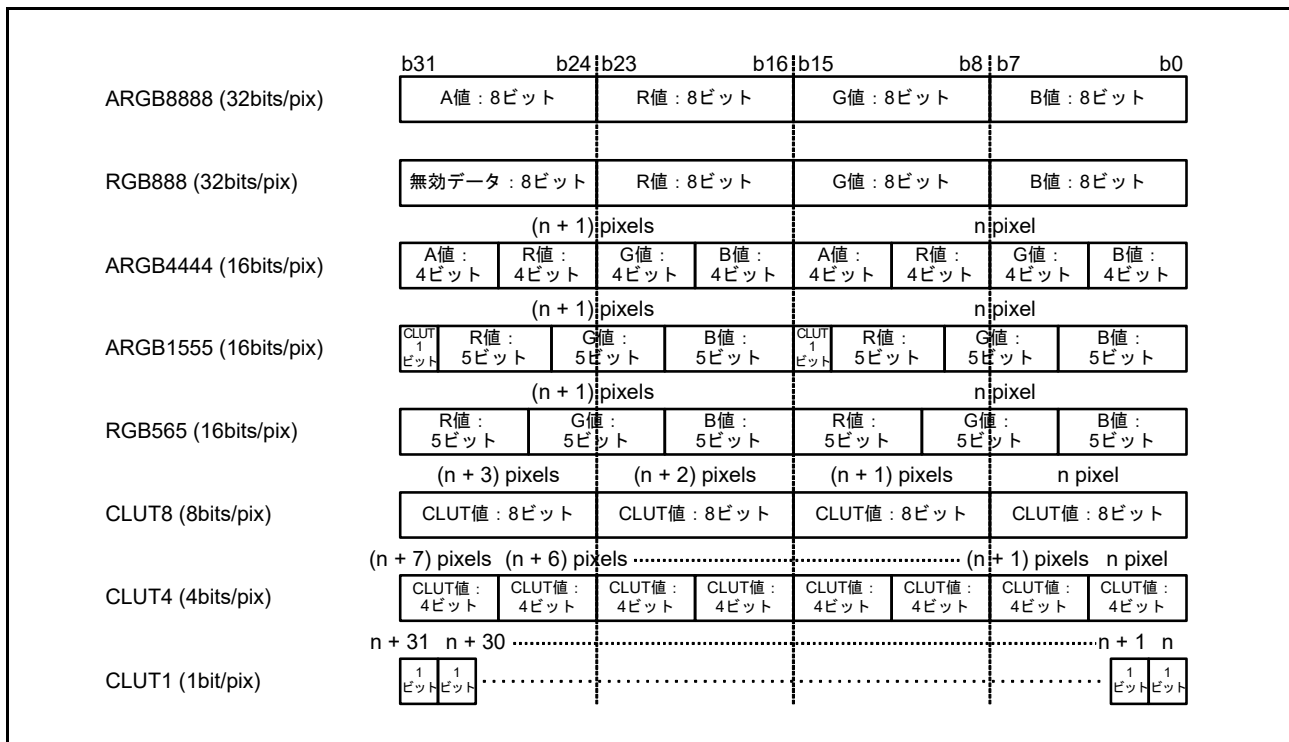 b31 b24 b23 b16 b15 b8 b7 b0
ARGB8888 (32bits/pix) A値：8ビット R値：8ビット G値：8ビット B値：8ビット
RGB888 (32bits/pix) 無効データ：8ビット R値：8ビット G値：8ビット B値：8ビット
(n + 1) pixels n pixel
ARGB4444 (16bits/pix) A値：4ビット R値：4ビット G値：4ビット B値：4ビット A値：4ビット R値：4ビット G値：4ビット B値：4ビット
(n + 1) pixels n pixel
ARGB1555 (16bits/pix) CLUT1ビット R値：5ビット G値：5ビット B値：5ビット CLUT1ビット R値：5ビット G値：5ビット B値：5ビット
(n + 1) pixels n pixel
RGB565 (16bits/pix) R値：5ビット G値：5ビット B値：5ビット R値：5ビット G値：5ビット B値：5ビット
(n + 3) pixels (n + 2) pixels (n + 1) pixels n pixel
CLUT8 (8bits/pix) CLUT値：8ビット CLUT値：8ビット CLUT値：8ビット CLUT値：8ビット
(n + 7) pixels (n + 6) pixels (n + 1) pixels n pixel
CLUT4 (4bits/pix) CLUT値：4ビット CLUT値：4ビット CLUT値：4ビット CLUT値：4ビット CLUT値：4ビット CLUT値：4ビット CLUT値：4ビット CLUT値：4ビット
n + 31 n + 30 n + 1 n
CLUT1 (1bit/pix) 1ビット 1ビット 1ビット 1ビット